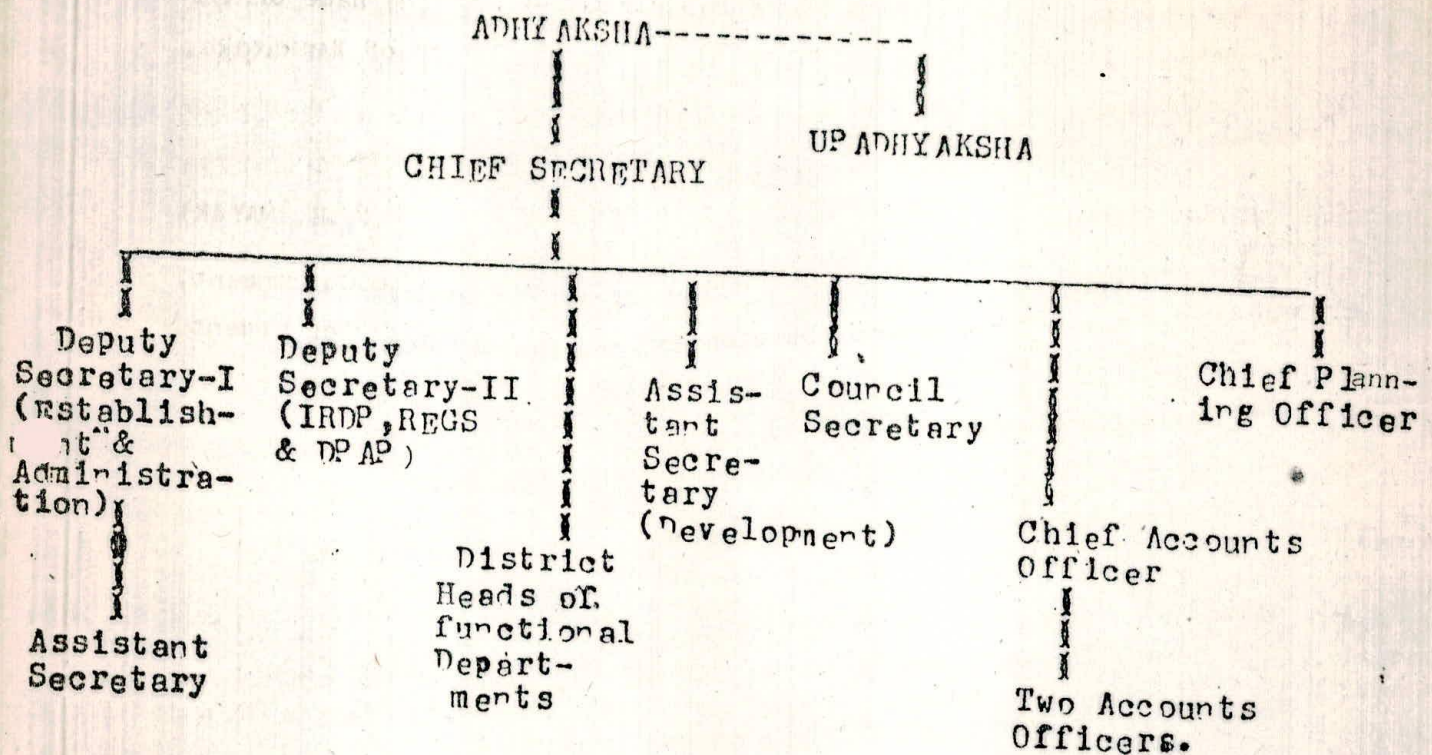 ADHYAKSHA-------------
UPADHYAKSHA
CHIEF SECRETARY
Deputy
Secretary-I
(Establish-
&
Administra-
tion)
Assistant
Secretary
Deputy
Secretary-II
(IRDP,REGS
& DPAP)
District
Heads of
functional
Depart-
ments
Assis-
tant
Secre-
tary
(Development)
Council
Secretary
Chief Accounts
Officer
Two Accounts
Officers.
Chief Plann-
ing Officer